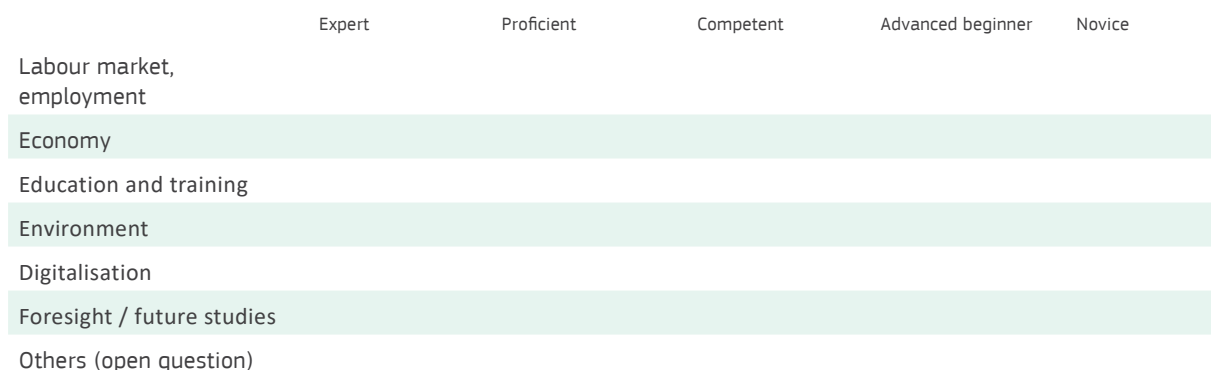 Expert Proficient Competent Advanced beginner Novice
Labour market,
employment
Economy
Education and training
Environment
Digitalisation
Foresight / future studies
Others (open question)